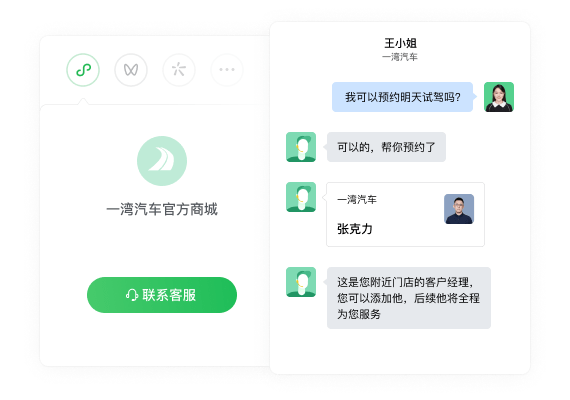 一湾汽车官方商城
联系客服
王小姐
一湾汽车
我可以预约明天试驾吗?
可以的，帮你预约了
一湾汽车
张克力
这是您附近门店的客户经理，
您可以添加他，后续他将全程
为您服务